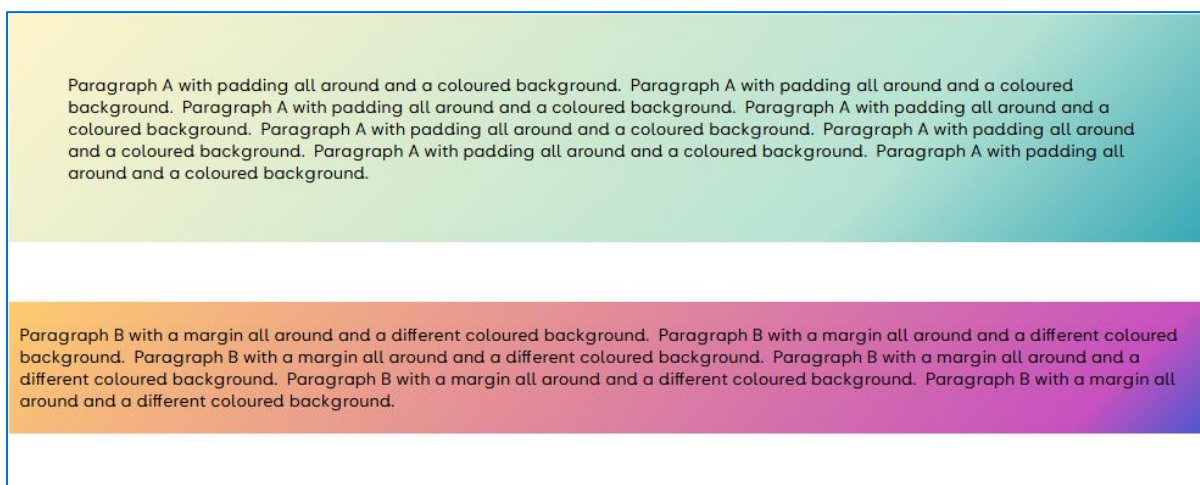 Paragraph A with padding all around and a coloured background. Paragraph A with padding all around and a coloured
background. Paragraph A with padding all around and a coloured background. Paragraph A with padding all around and a
coloured background. Paragraph A with padding all around and a coloured background. Paragraph A with padding all around
and a coloured background. Paragraph A with padding all around and a coloured background. Paragraph A with padding all
around and a coloured background.
Paragraph B with a margin all around and a different coloured background. Paragraph B with a margin all around and a different coloured
background. Paragraph B with a margin all around and a different coloured background. Paragraph B with a margin all around and a
different coloured background. Paragraph B with a margin all around and a different coloured background. Paragraph B with a margin all
around and a different coloured background.